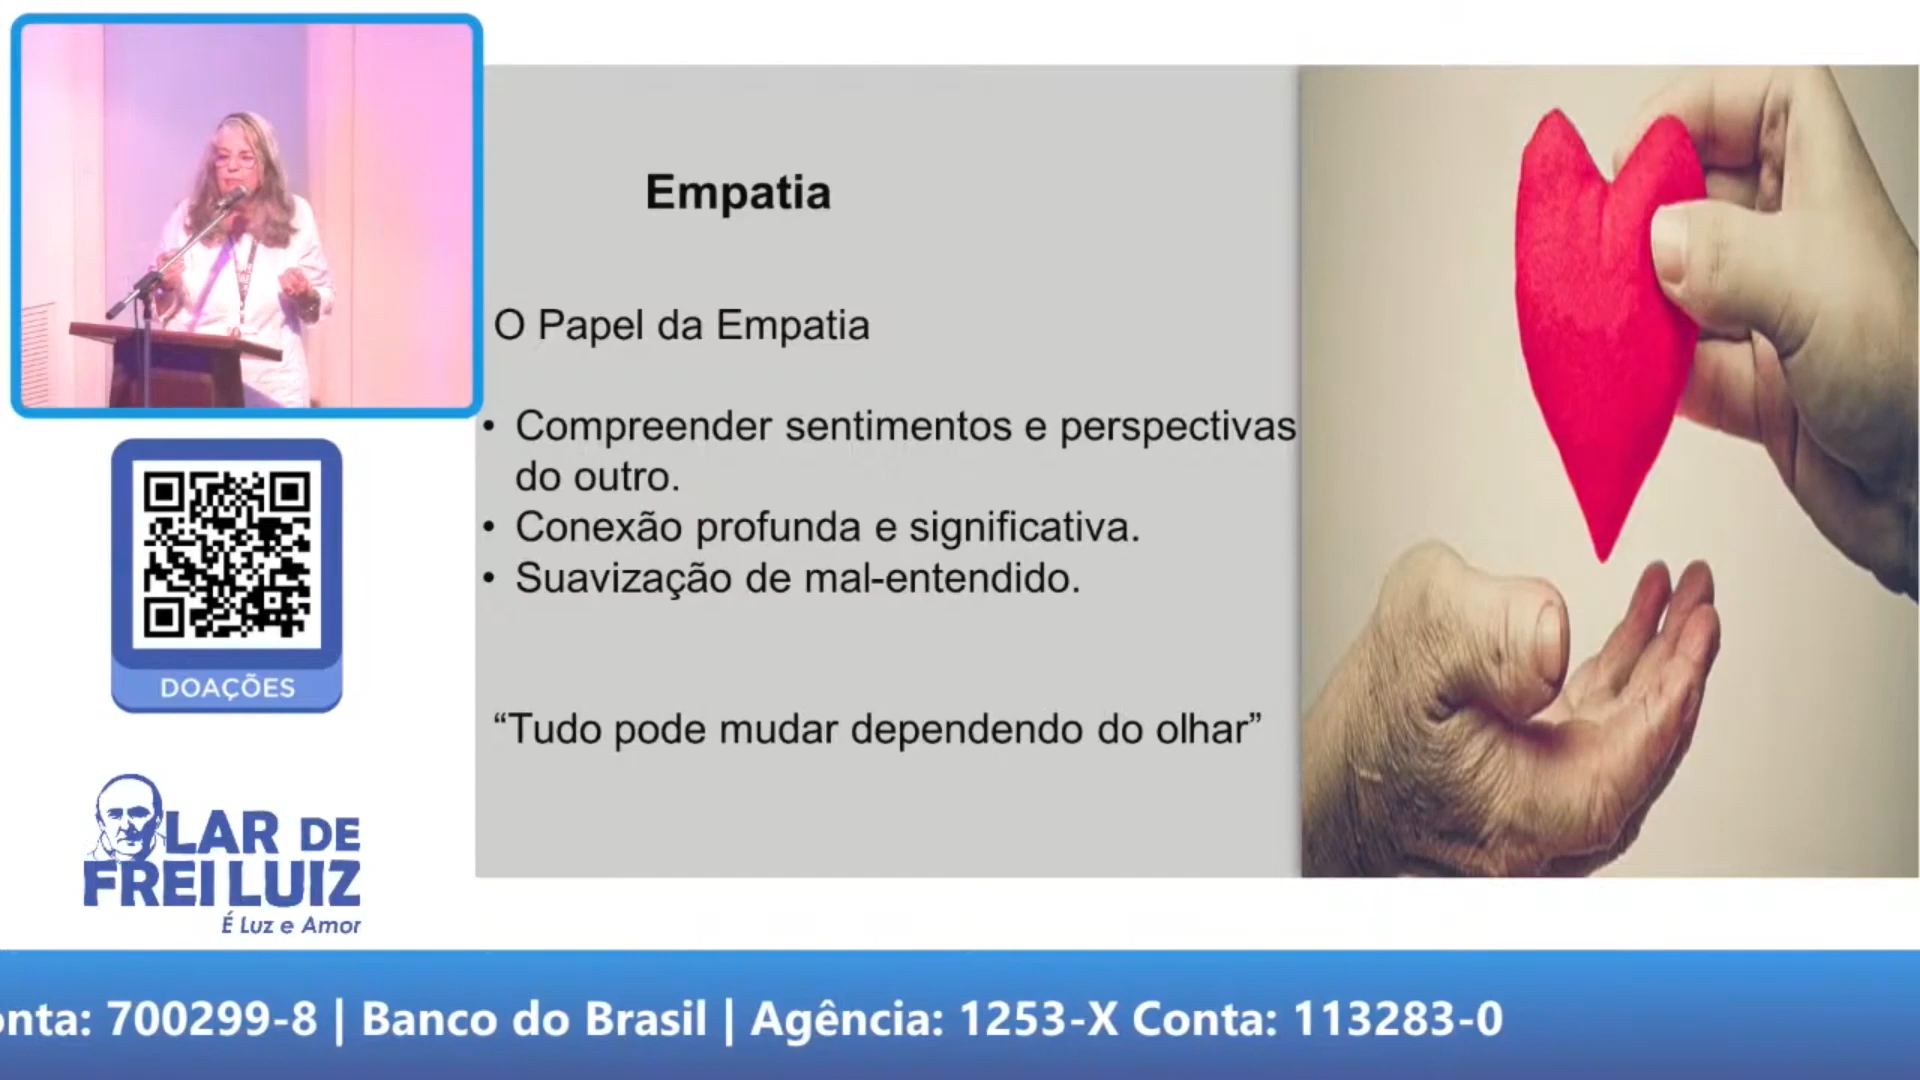 Empatia
O Papel da Empatia
• Compreender sentimentos e perspectivas
do outro.
• Conexão profunda e significativa.
• Suavização de mal-entendido.
“Tudo pode mudar dependendo do olhar”
DOAÇÕES
LAR DE
FREI LUIZ
É Luz e Amor
onta: 700299-8 | Banco do Brasil | Agência: 1253-X Conta: 113283-0